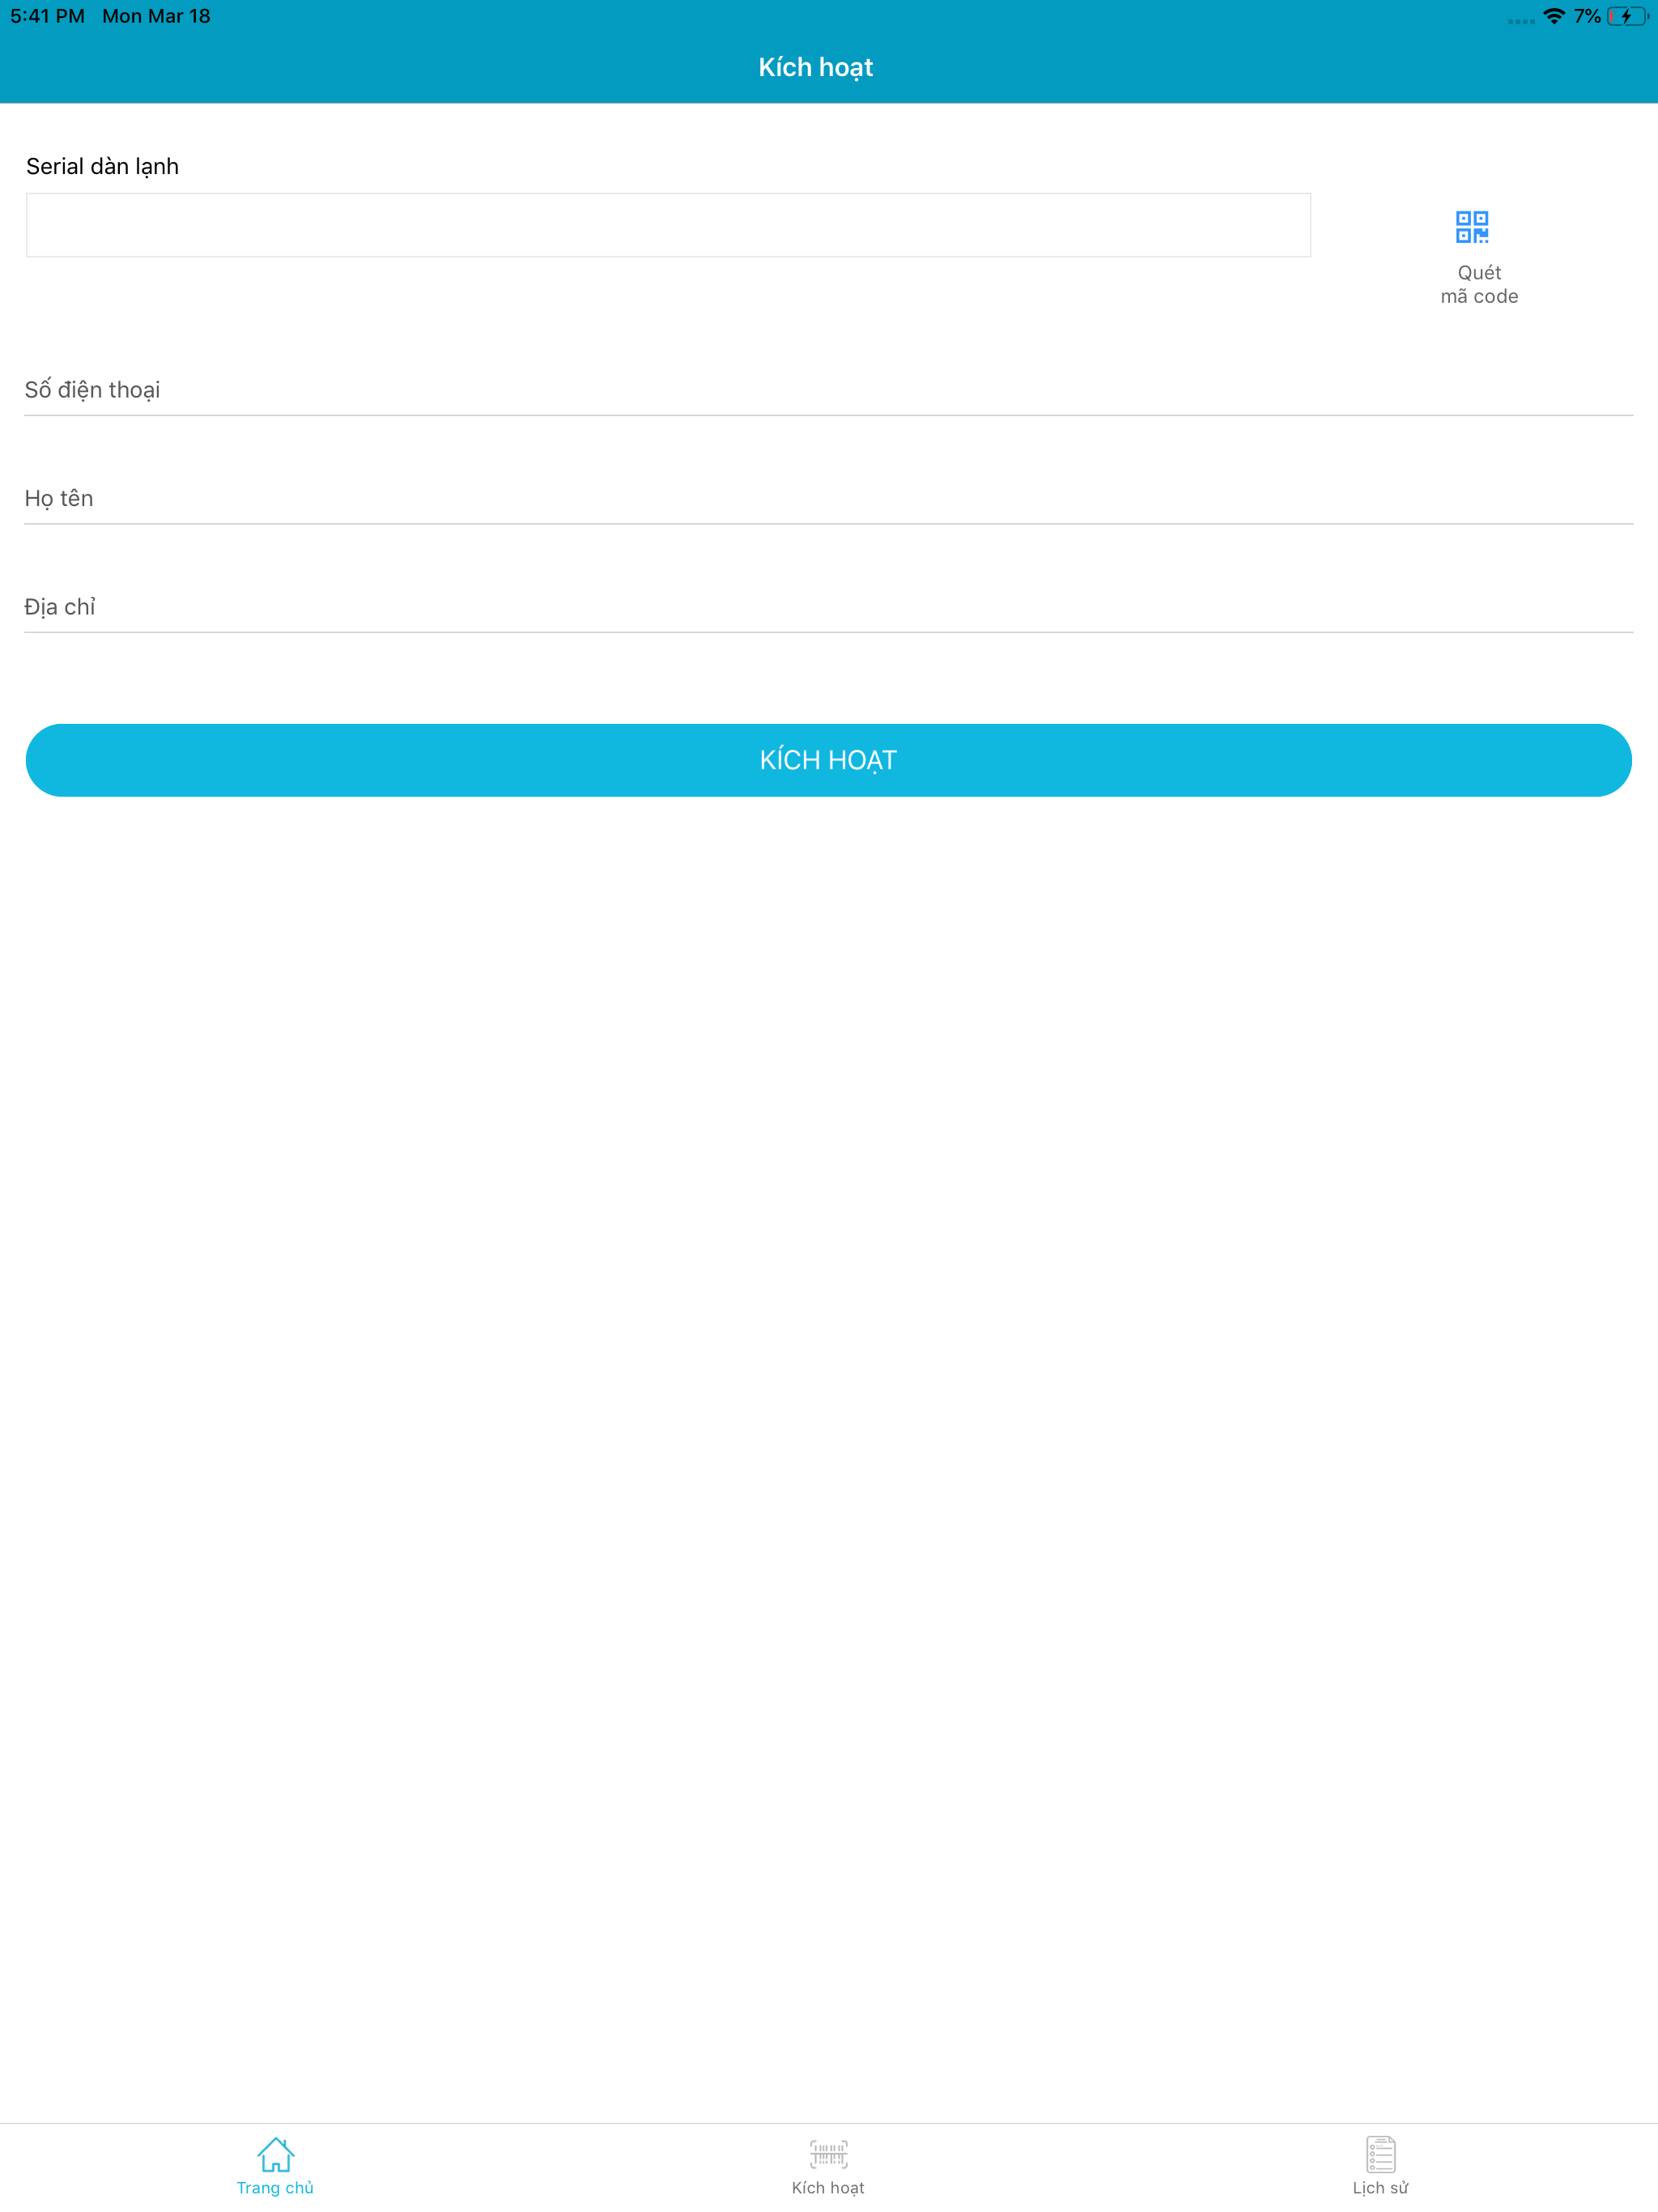 5:41 PM Mon Mar 18
7%
Kích hoạt
Serial dàn lạnh
Quét
mã code
Số điện thoại
Họ tên
Địa chỉ
KÍCH HOẠT
Trang chủ
Kích hoạt
Lịch sử